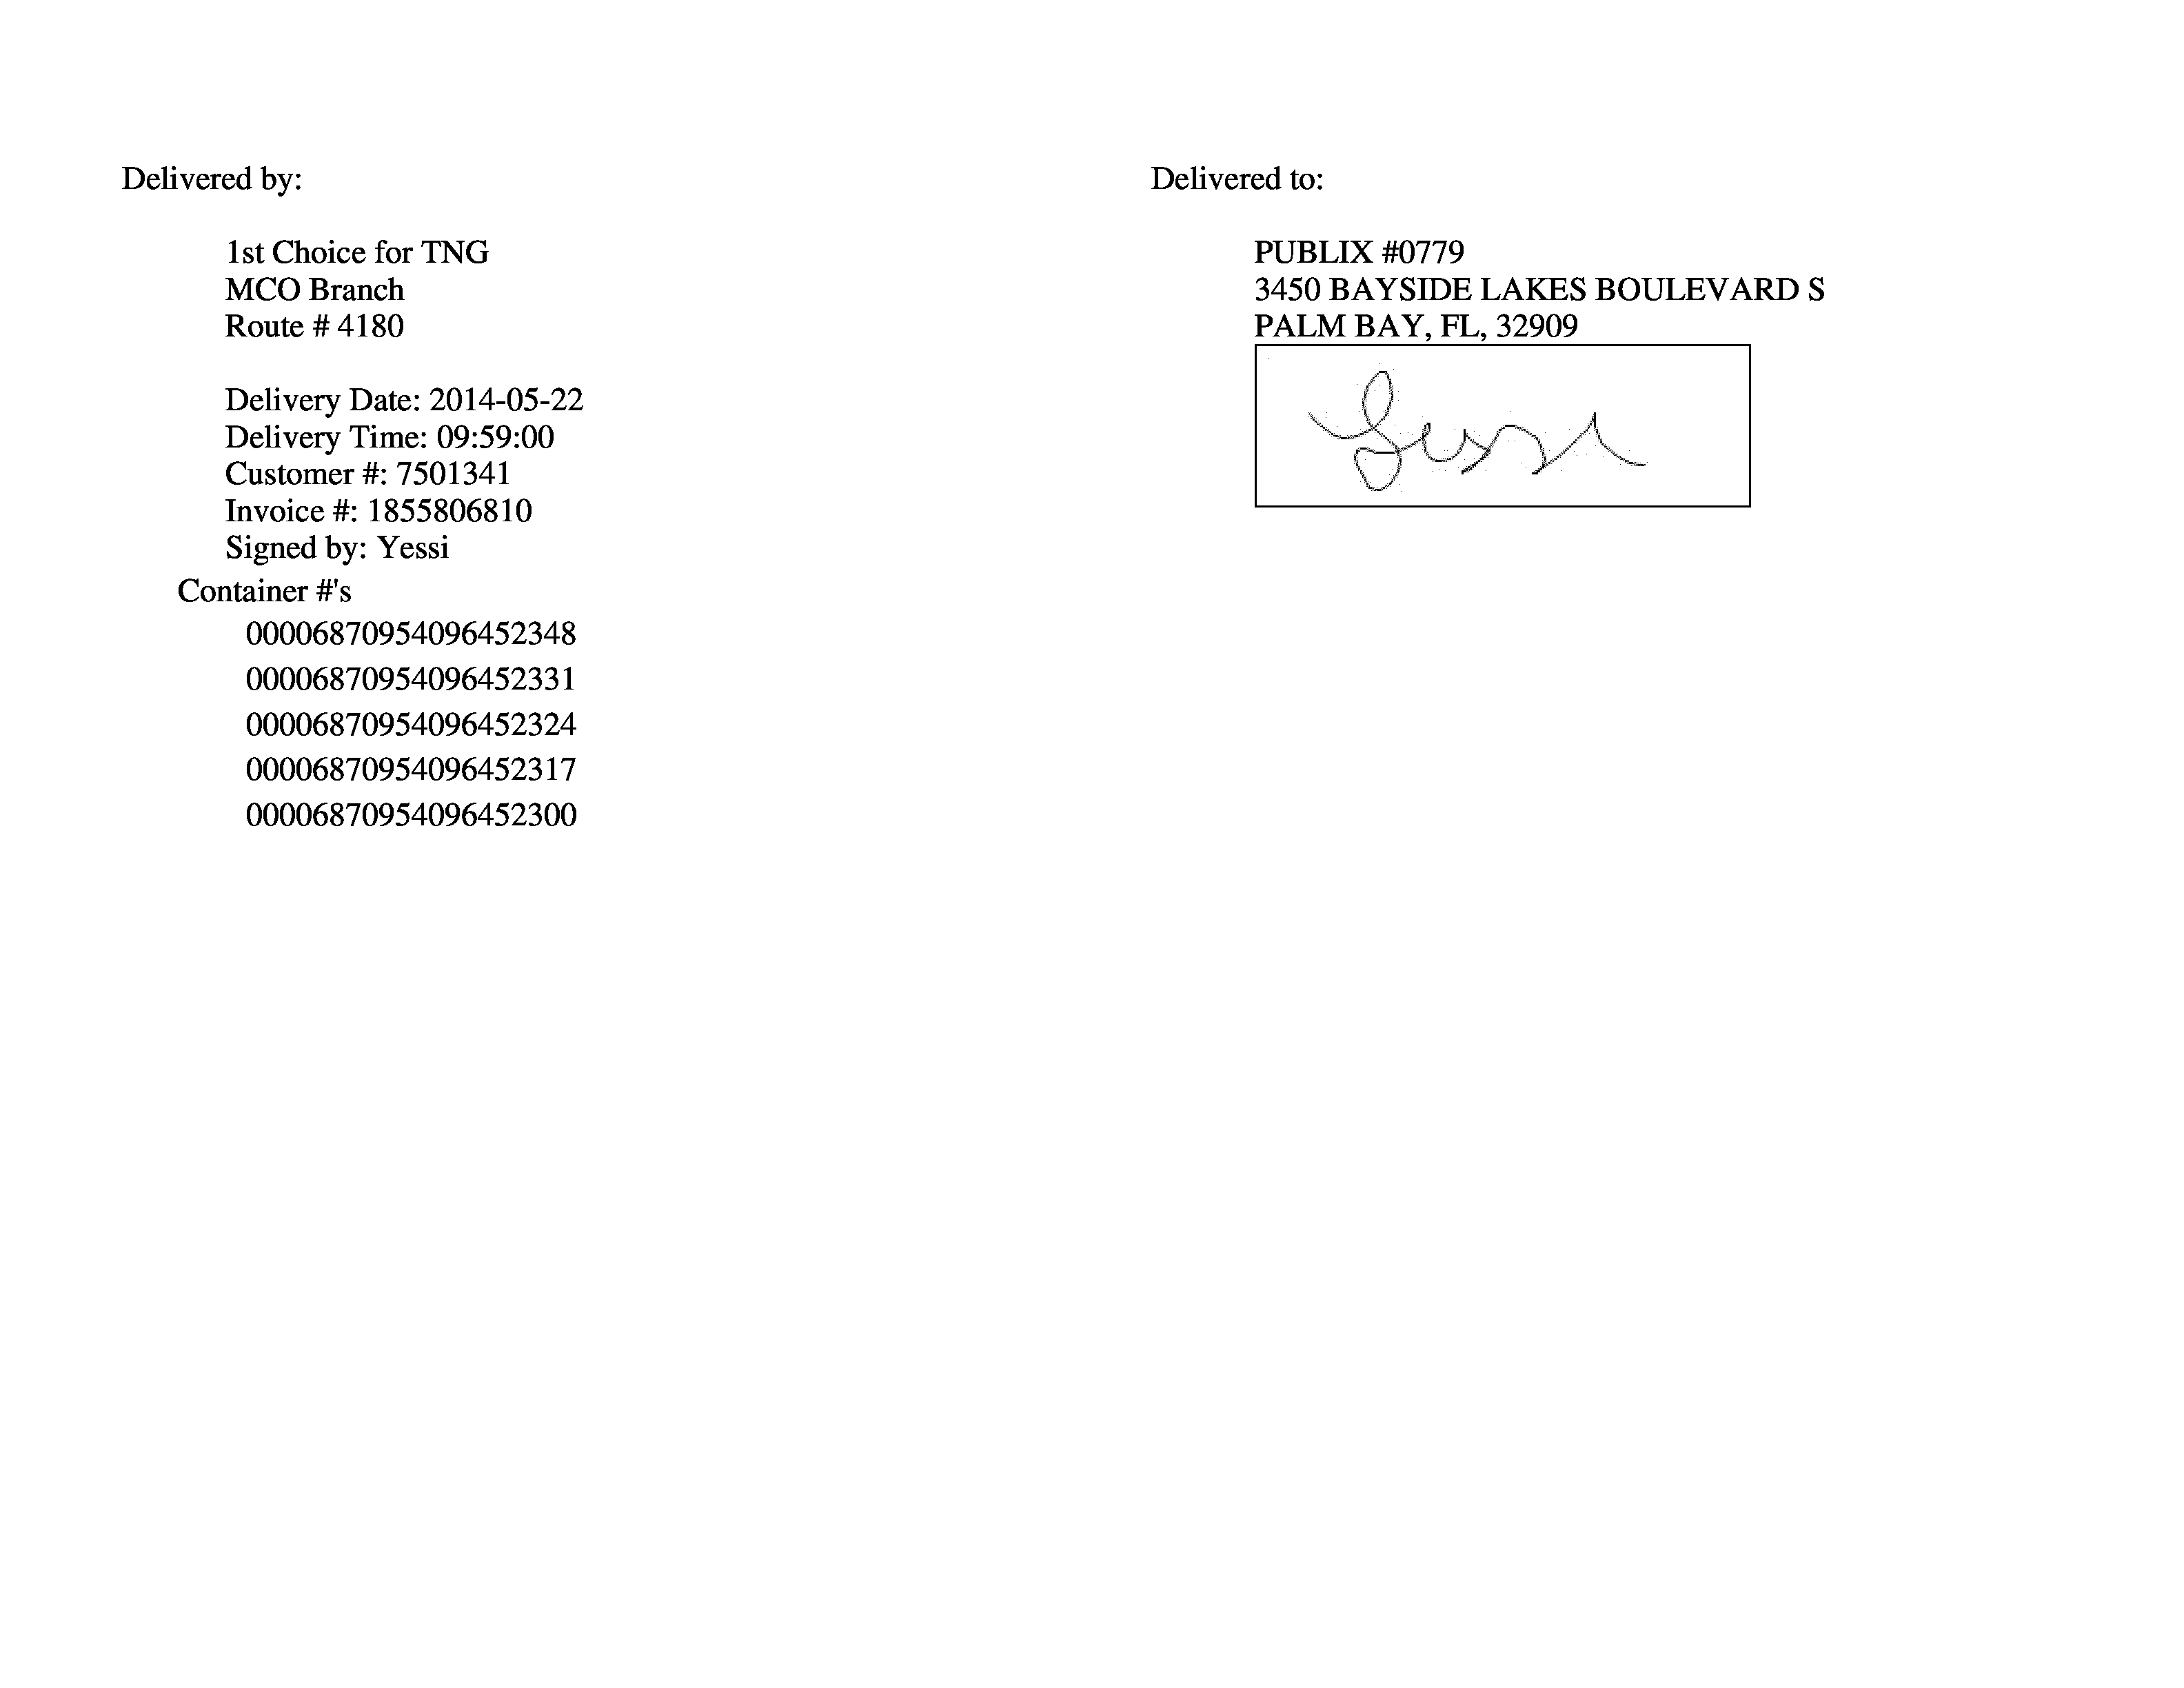 Delivered by:
1st Choice for TNG
MCO Branch
Route # 4180
Delivery Date: 2014-05-22
Delivery Time: 09:59:00
Customer #: 7501341
Invoice #: 1855806810
Signed by: Yessi
Container #'s
00006870954096452348
00006870954096452331
00006870954096452324
00006870954096452317
00006870954096452300
Delivered to:
PUBLIX #0779
3450 BAYSIDE LAKES BOULEVARD S
PALM BAY, FL, 32909